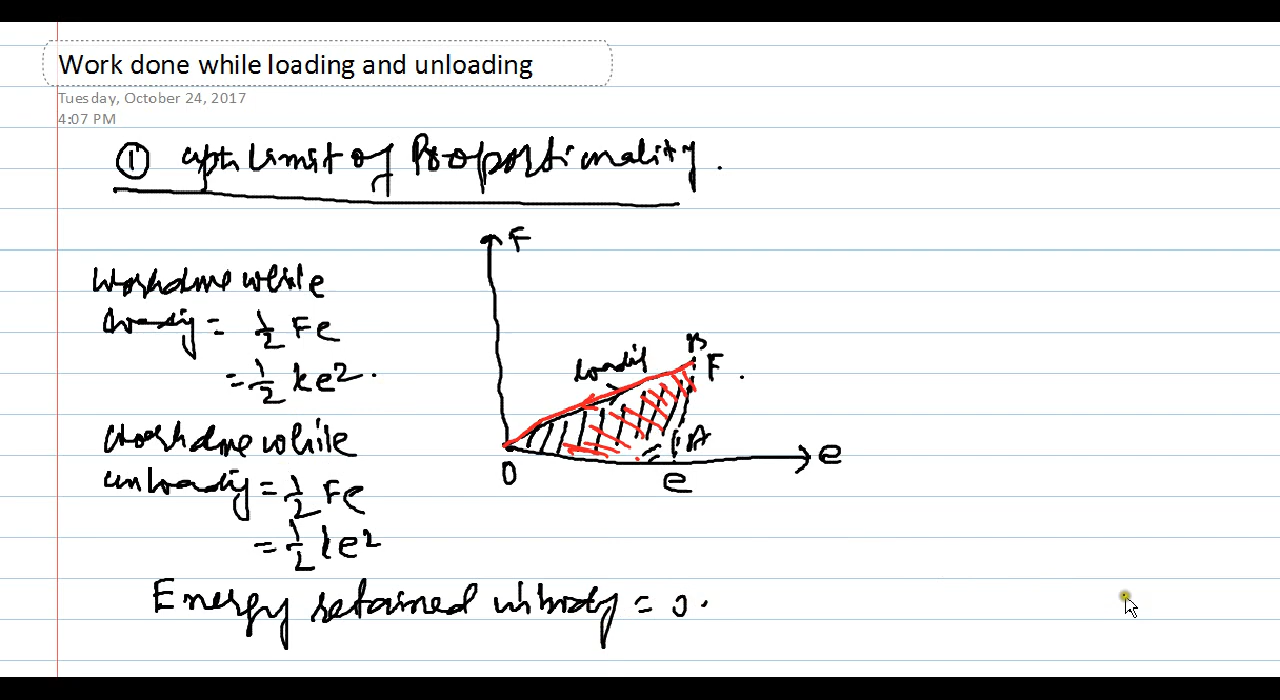 Work done while loading and unloading
Tuesday, October 24, 2017
4:07 PM
① upto Limit of Proportionality.
F
Workdone while
loading = 1/2 Fe
= 1/2 ke².
Loading
B
F.
Workdone while
A
e
O
e
unloading = 1/2 Fe
= 1/2 ke²
Energy retained in body = 0.